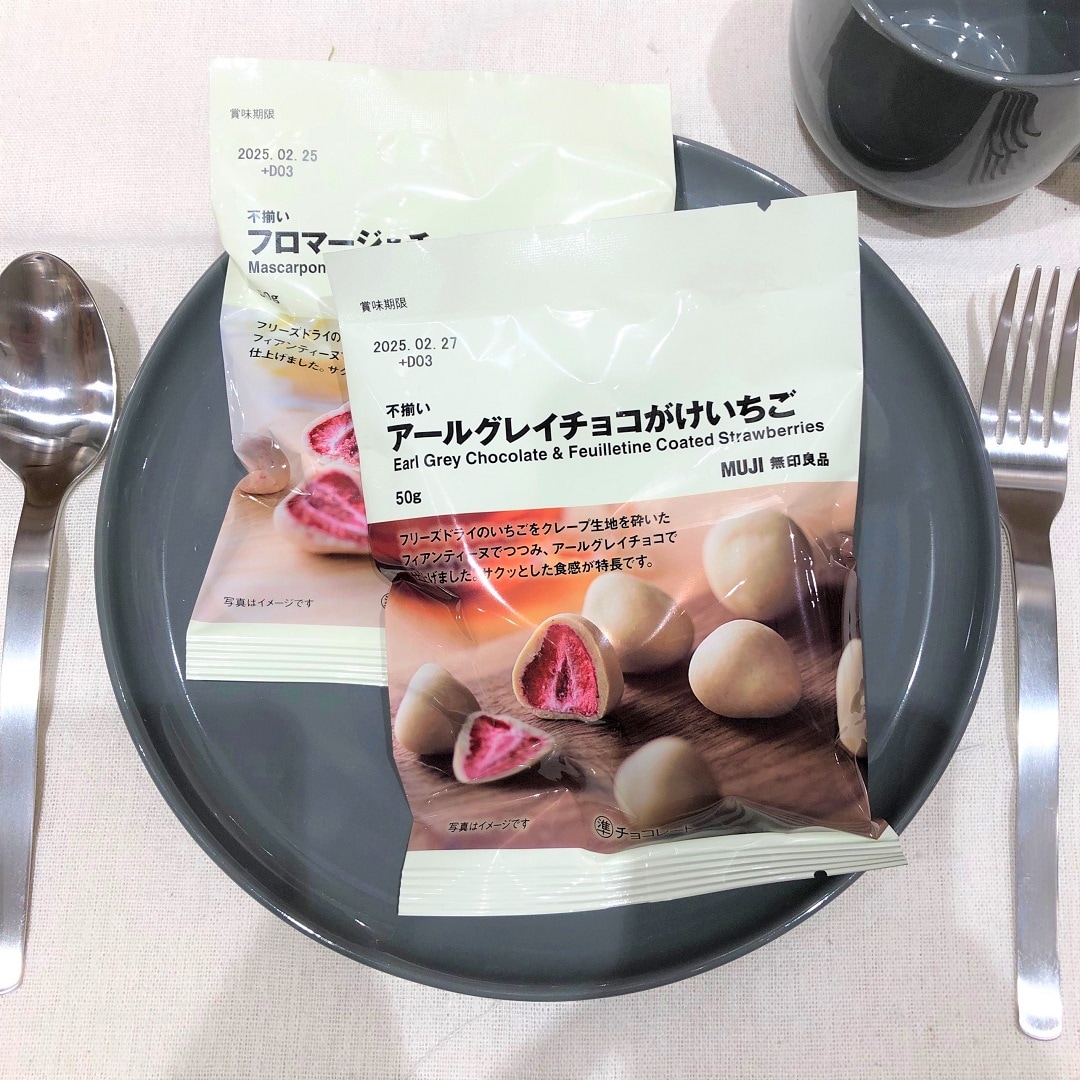 賞味期限
2025.02.25
+D03
不揃い
フロマージュチ
Mascarpon
50g
フリーズドライの
フィアンティーヌ
仕上げました。サク
写真はイメージです
賞味期限
2025.02.27
+D03
不揃い
アールグレイチョコがけいちご
Earl Grey Chocolate & Feuilletine Coated Strawberries
MUJI 無印良品
50g
フリーズドライのいちごをクレープ生地を砕いた
フィアンティーヌでつつみ、アールグレイチョコで
仕上げました。サクッとした食感が特長です。
写真はイメージです
準 チョコレート